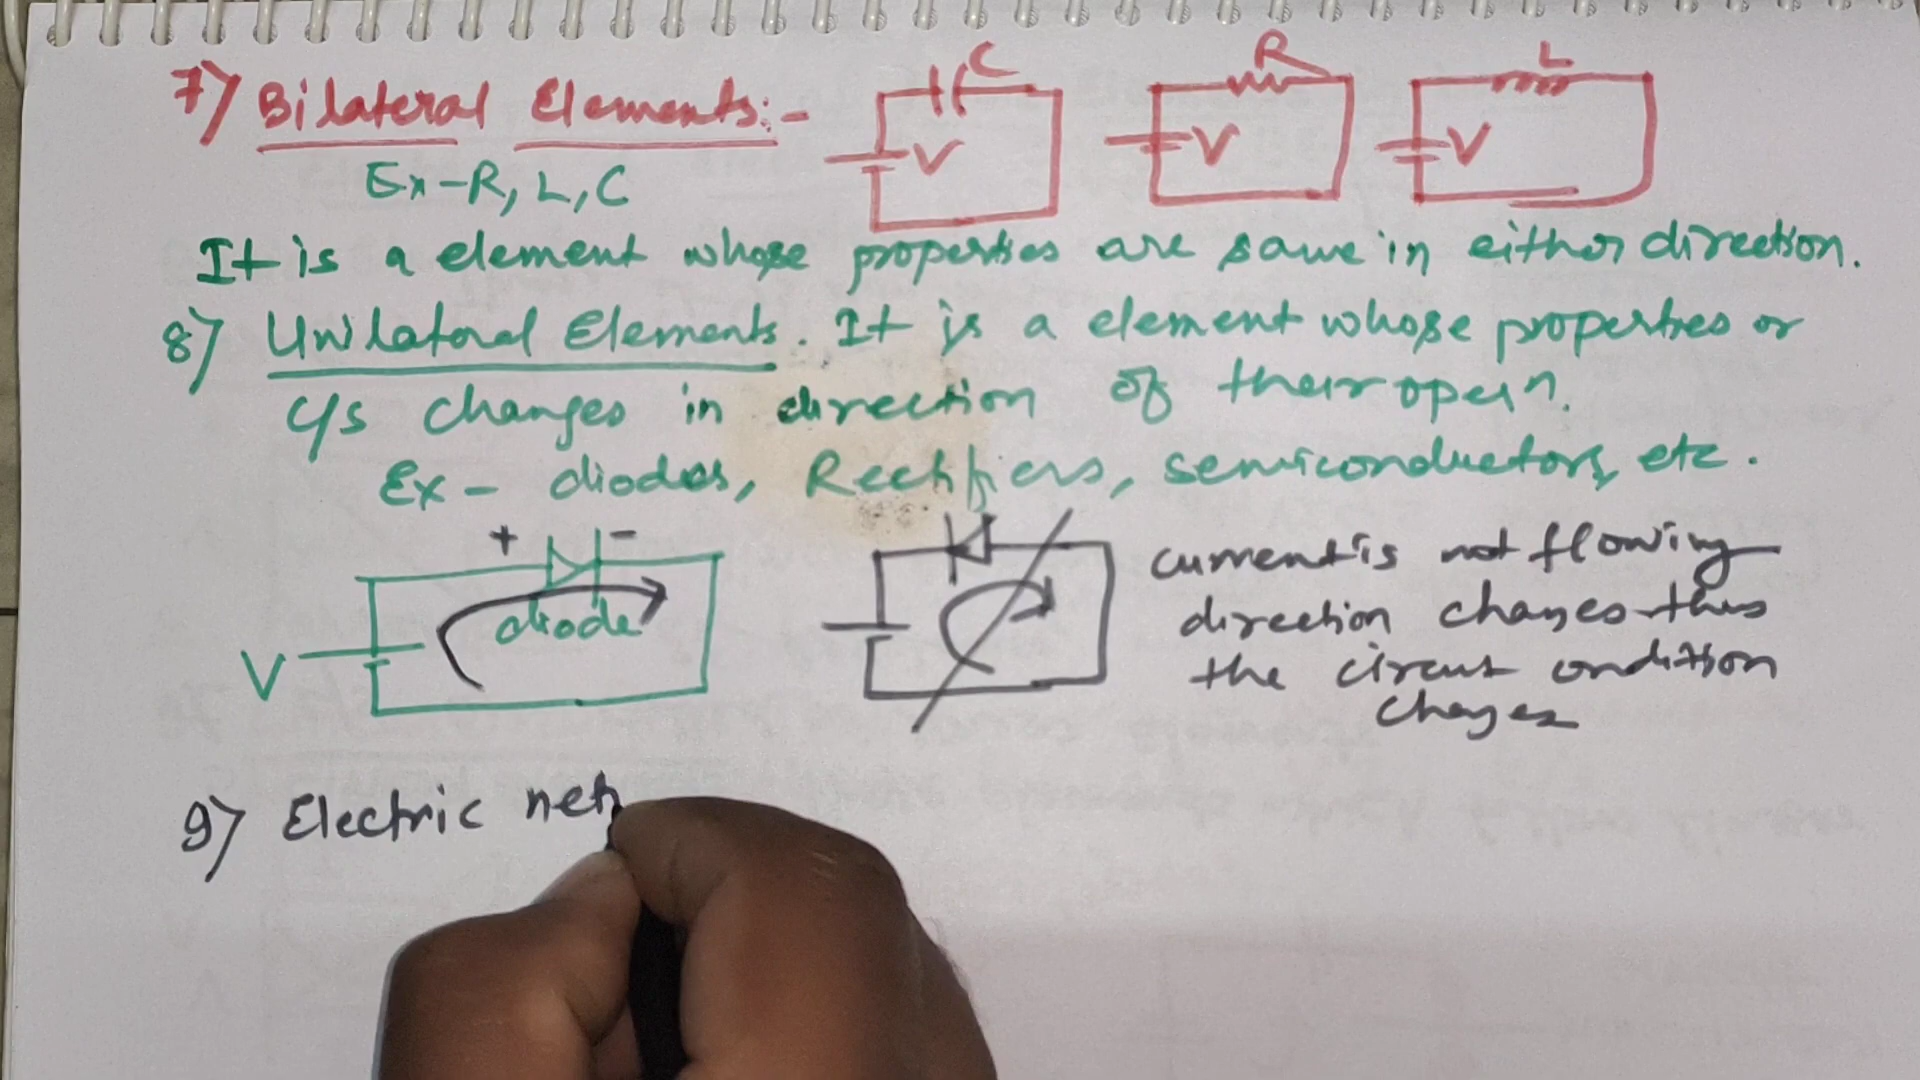 7) Bilateral Elements:-
C
R
L
V
V
V
Ex-R, L, C
It is a element whose properties are same in either direction.
8) Unilateral Elements. It is a element whose properties or
c/s changes in direction of their opern.
Ex- diodes, Rectifiers, semiconductors, etc.
+ -
diode
V
current is not flowing
direction changes thus
the circuit condition
changes
9) Electric net